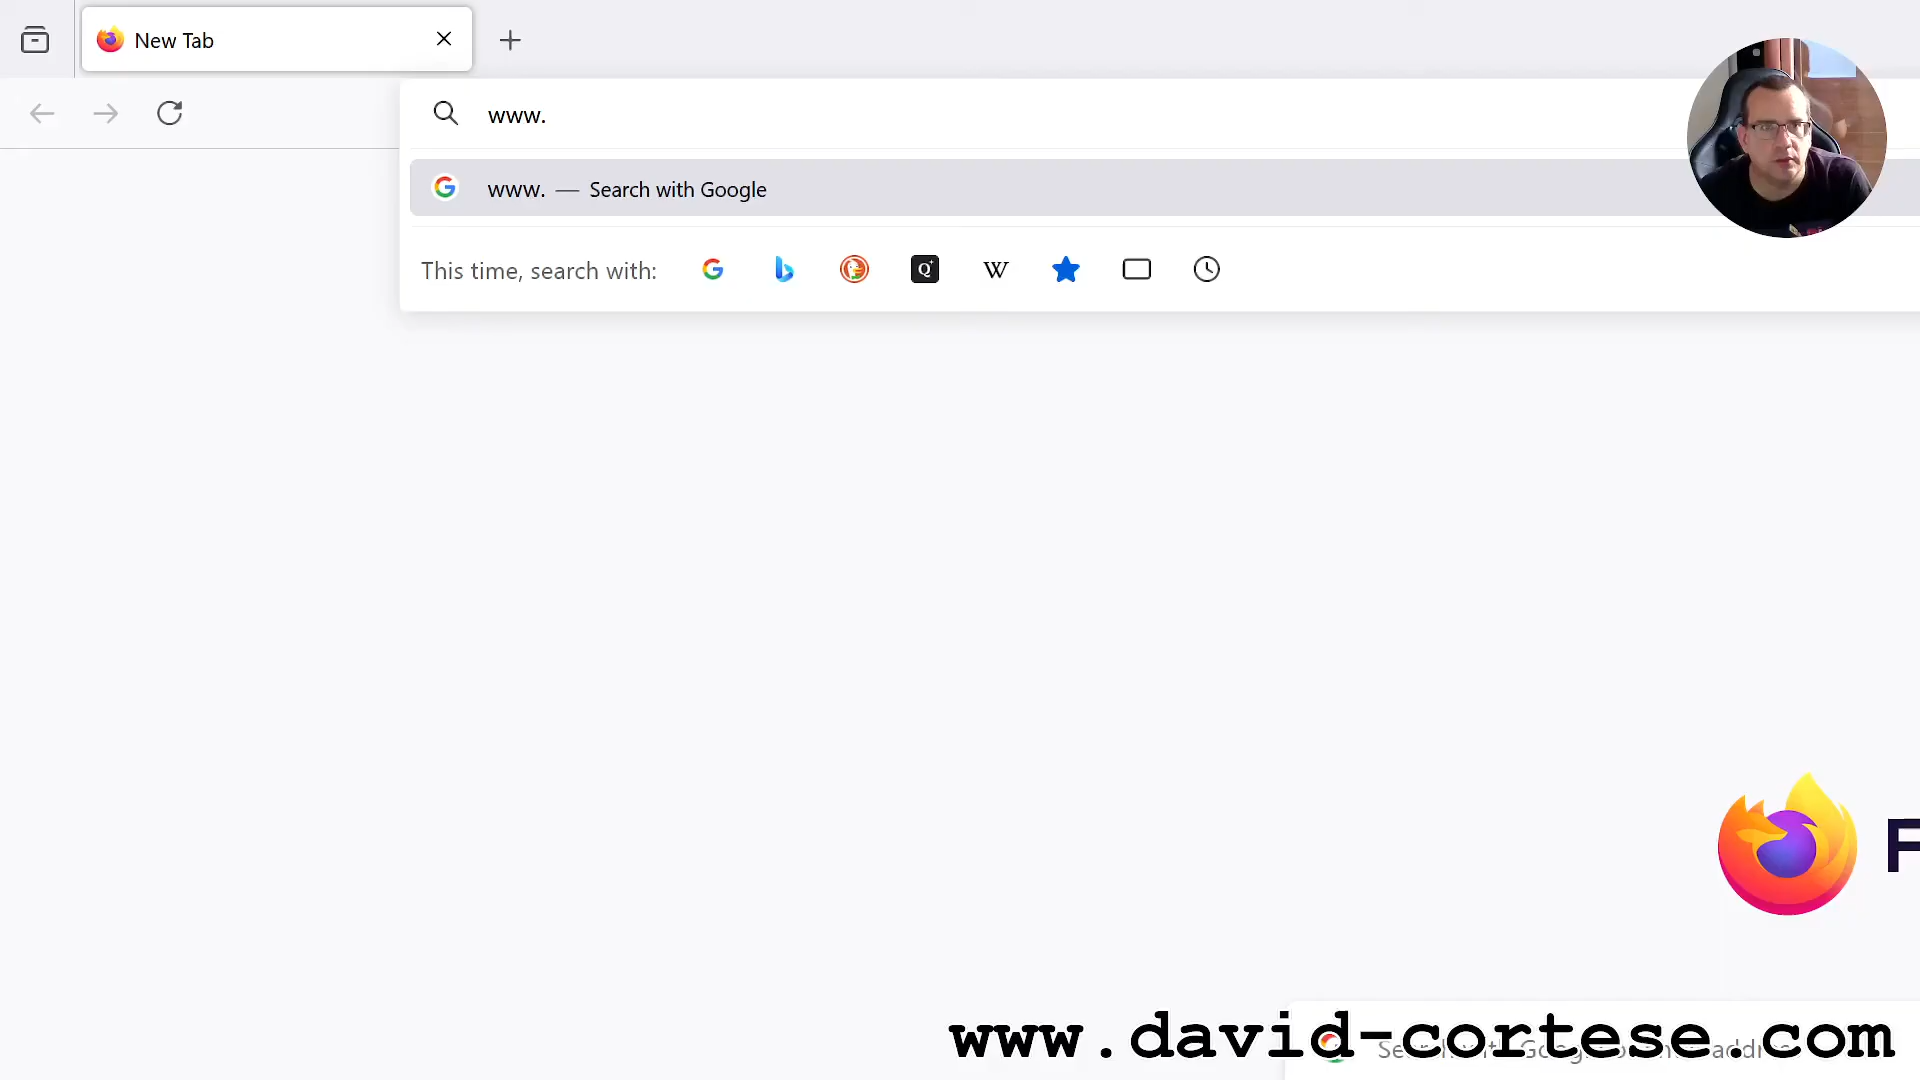 New Tab
www.
www. — Search with Google
This time, search with:
F
www.david-cortese.com